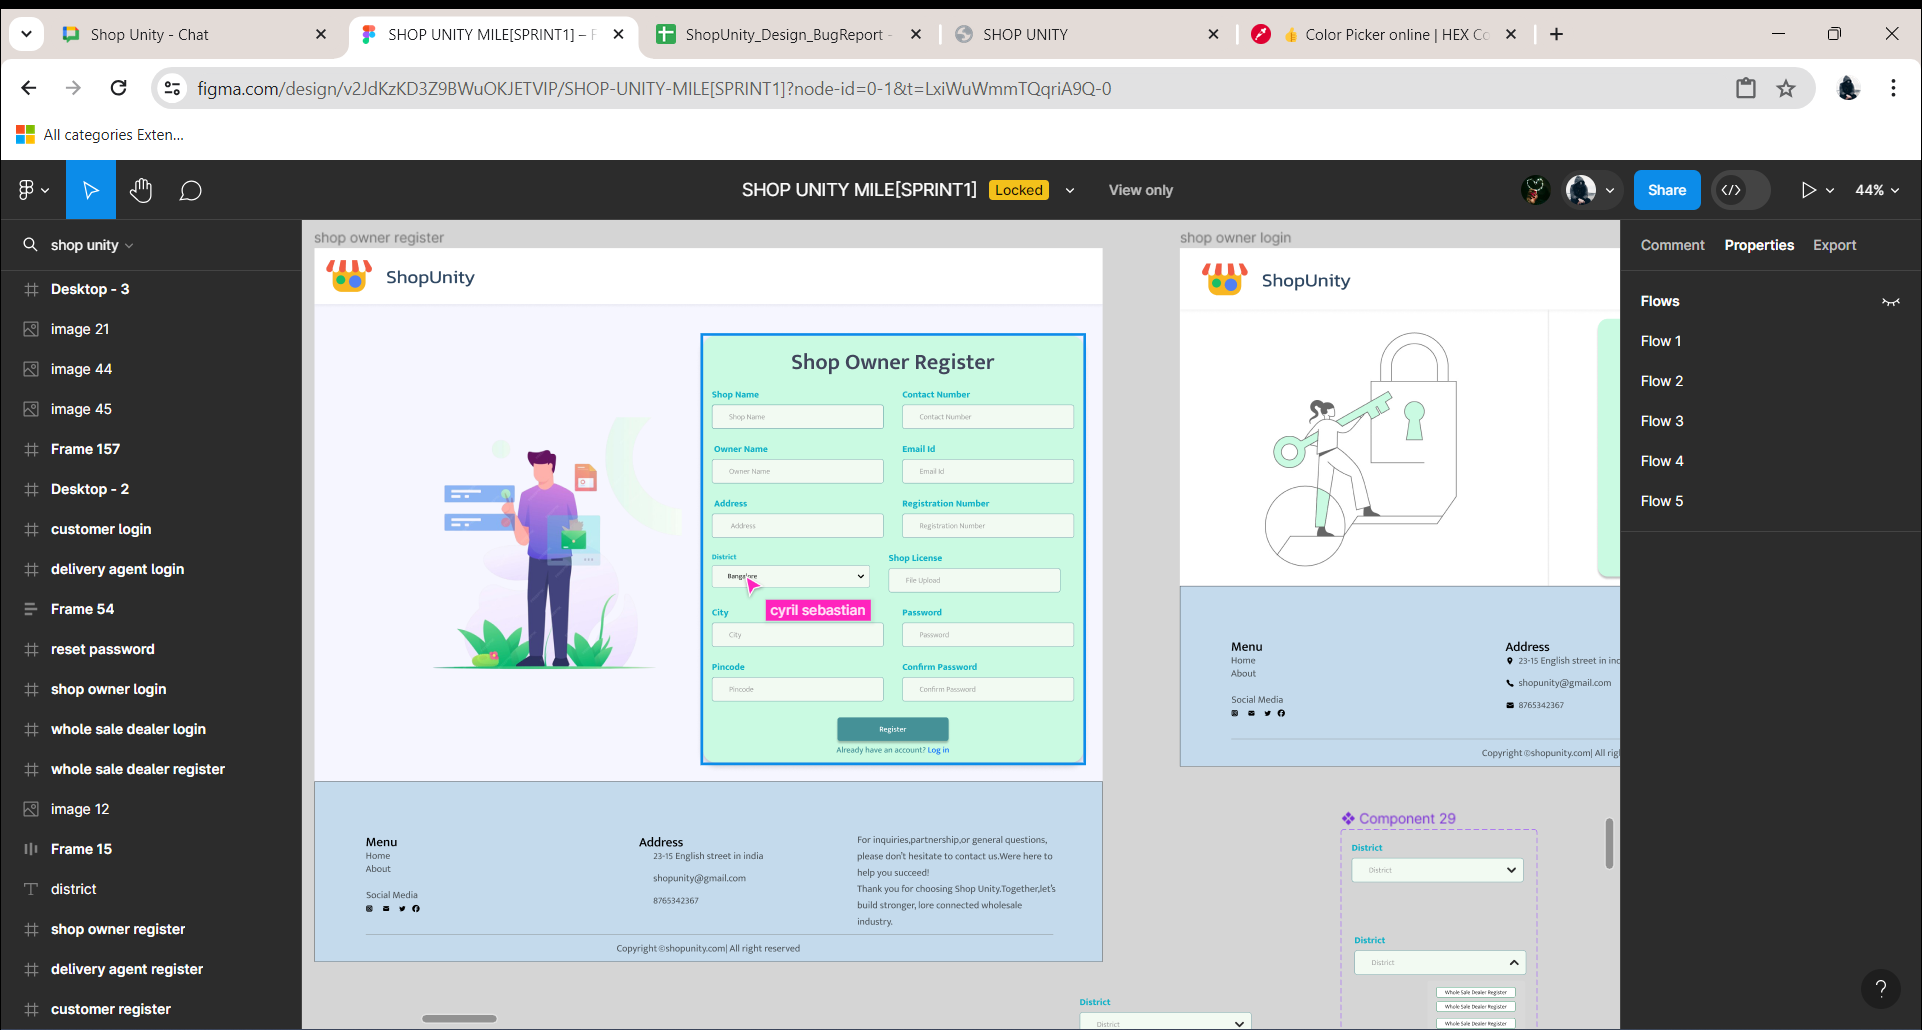 Shop Unity - Chat
SHOP UNITY MILE[SPRINT1] – F
ShopUnity_Design_BugReport -
SHOP UNITY
Color Picker online | HEX Co
figma.com/design/v2JdKzKD3Z9BWuOKJETVIP/SHOP-UNITY-MILE[SPRINT1]?node-id=0-1&t=LxiWuWmmTQqriA9Q-0
All categories Exten...
SHOP UNITY MILE[SPRINT1]
Locked
View only
Share
44%
shop unity
Desktop - 3
image 21
image 44
image 45
Frame 157
Desktop - 2
customer login
delivery agent login
Frame 54
reset password
shop owner login
whole sale dealer login
whole sale dealer register
image 12
Frame 15
district
shop owner register
delivery agent register
customer register
shop owner register
ShopUnity
Shop Owner Register
Shop Name
Shop Name
Contact Number
Contact Number
Owner Name
Owner Name
Email Id
Email Id
Address
Address
Registration Number
Registration Number
District
Bangalore
Shop License
File Upload
cyril sebastian
City
City
Password
Password
Pincode
Pincode
Confirm Password
Confirm Password
Register
Already have an account? Log in
Menu
Home
About
Social Media
Address
23-15 English street in india
shopunity@gmail.com
8765342367
For inquiries,partnership,or general questions,
please don't hesitate to contact us.Were here to
help you succeed!
Thank you for choosing Shop Unity.Together,let's
build stronger, lore connected wholesale
industry.
Copyright ©shopunity.com| All right reserved
shop owner login
ShopUnity
Menu
Home
About
Social Media
Address
23-15 English street in inc
shopunity@gmail.com
8765342367
Copyright ©shopunity.com| All rig
Component 29
District
District
District
District
Whole Sale Dealer Register
Whole Sale Dealer Register
Whole Sale Dealer Register
District
District
Comment
Properties
Export
Flows
Flow 1
Flow 2
Flow 3
Flow 4
Flow 5
?